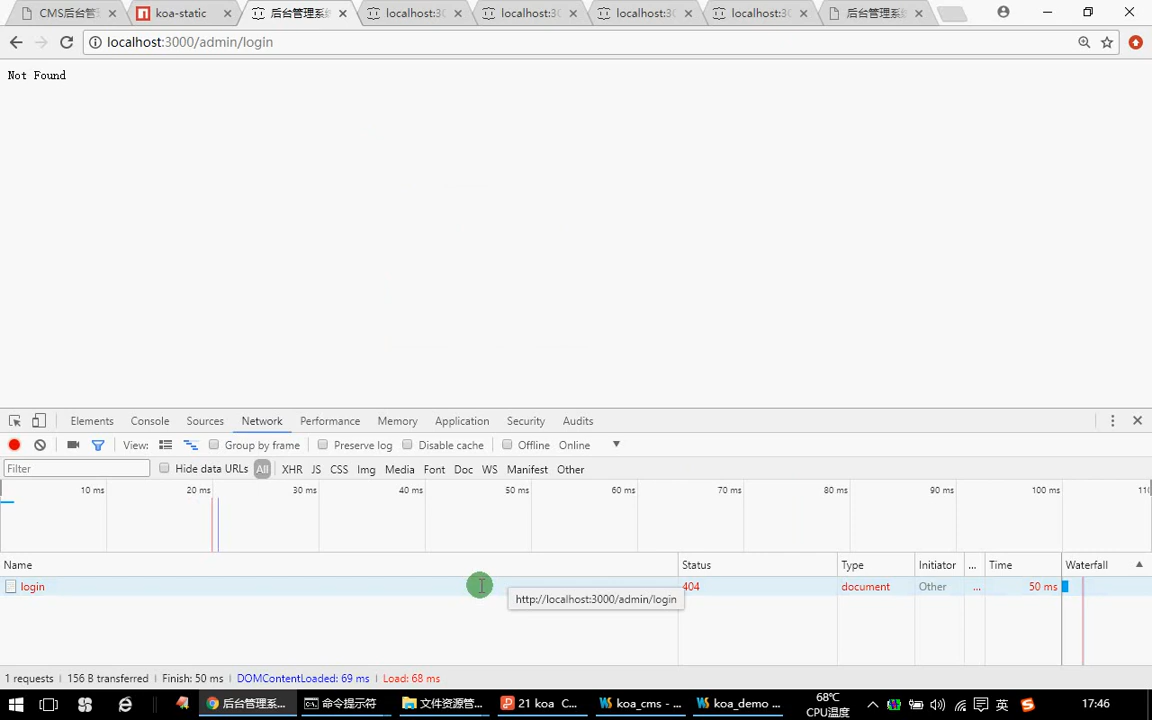 CMS后台管
koa-static
后台管理系
localhost:3
localhost:3
localhost:3
localhost:3
后台管理系
localhost:3000/admin/login
Not Found
Elements Console Sources Network Performance Memory Application Security Audits
View: Group by frame Preserve log Disable cache Offline Online
Filter Hide data URLs All XHR JS CSS Img Media Font Doc WS Manifest Other
10 ms 20 ms 30 ms 40 ms 50 ms 60 ms 70 ms 80 ms 90 ms 100 ms 110
Name Status Type Initiator ... Time Waterfall
login 404 document Other ... 50 ms
http://localhost:3000/admin/login
1 requests 156 B transferred Finish: 50 ms DOMContentLoaded: 69 ms Load: 68 ms
后台管理系... 命令提示符 文件资源管... 21 koa C... koa_cms - ... koa_demo ... 68℃ 英 17:46
CPU温度